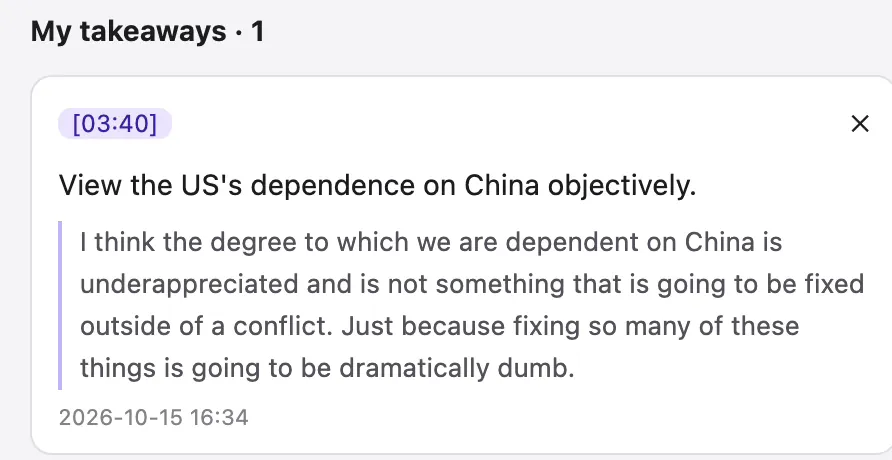 My takeaways · 1
[03:40]
View the US's dependence on China objectively.
I think the degree to which we are dependent on China is
underappreciated and is not something that is going to be fixed
outside of a conflict. Just because fixing so many of these
things is going to be dramatically dumb.
2026-10-15 16:34